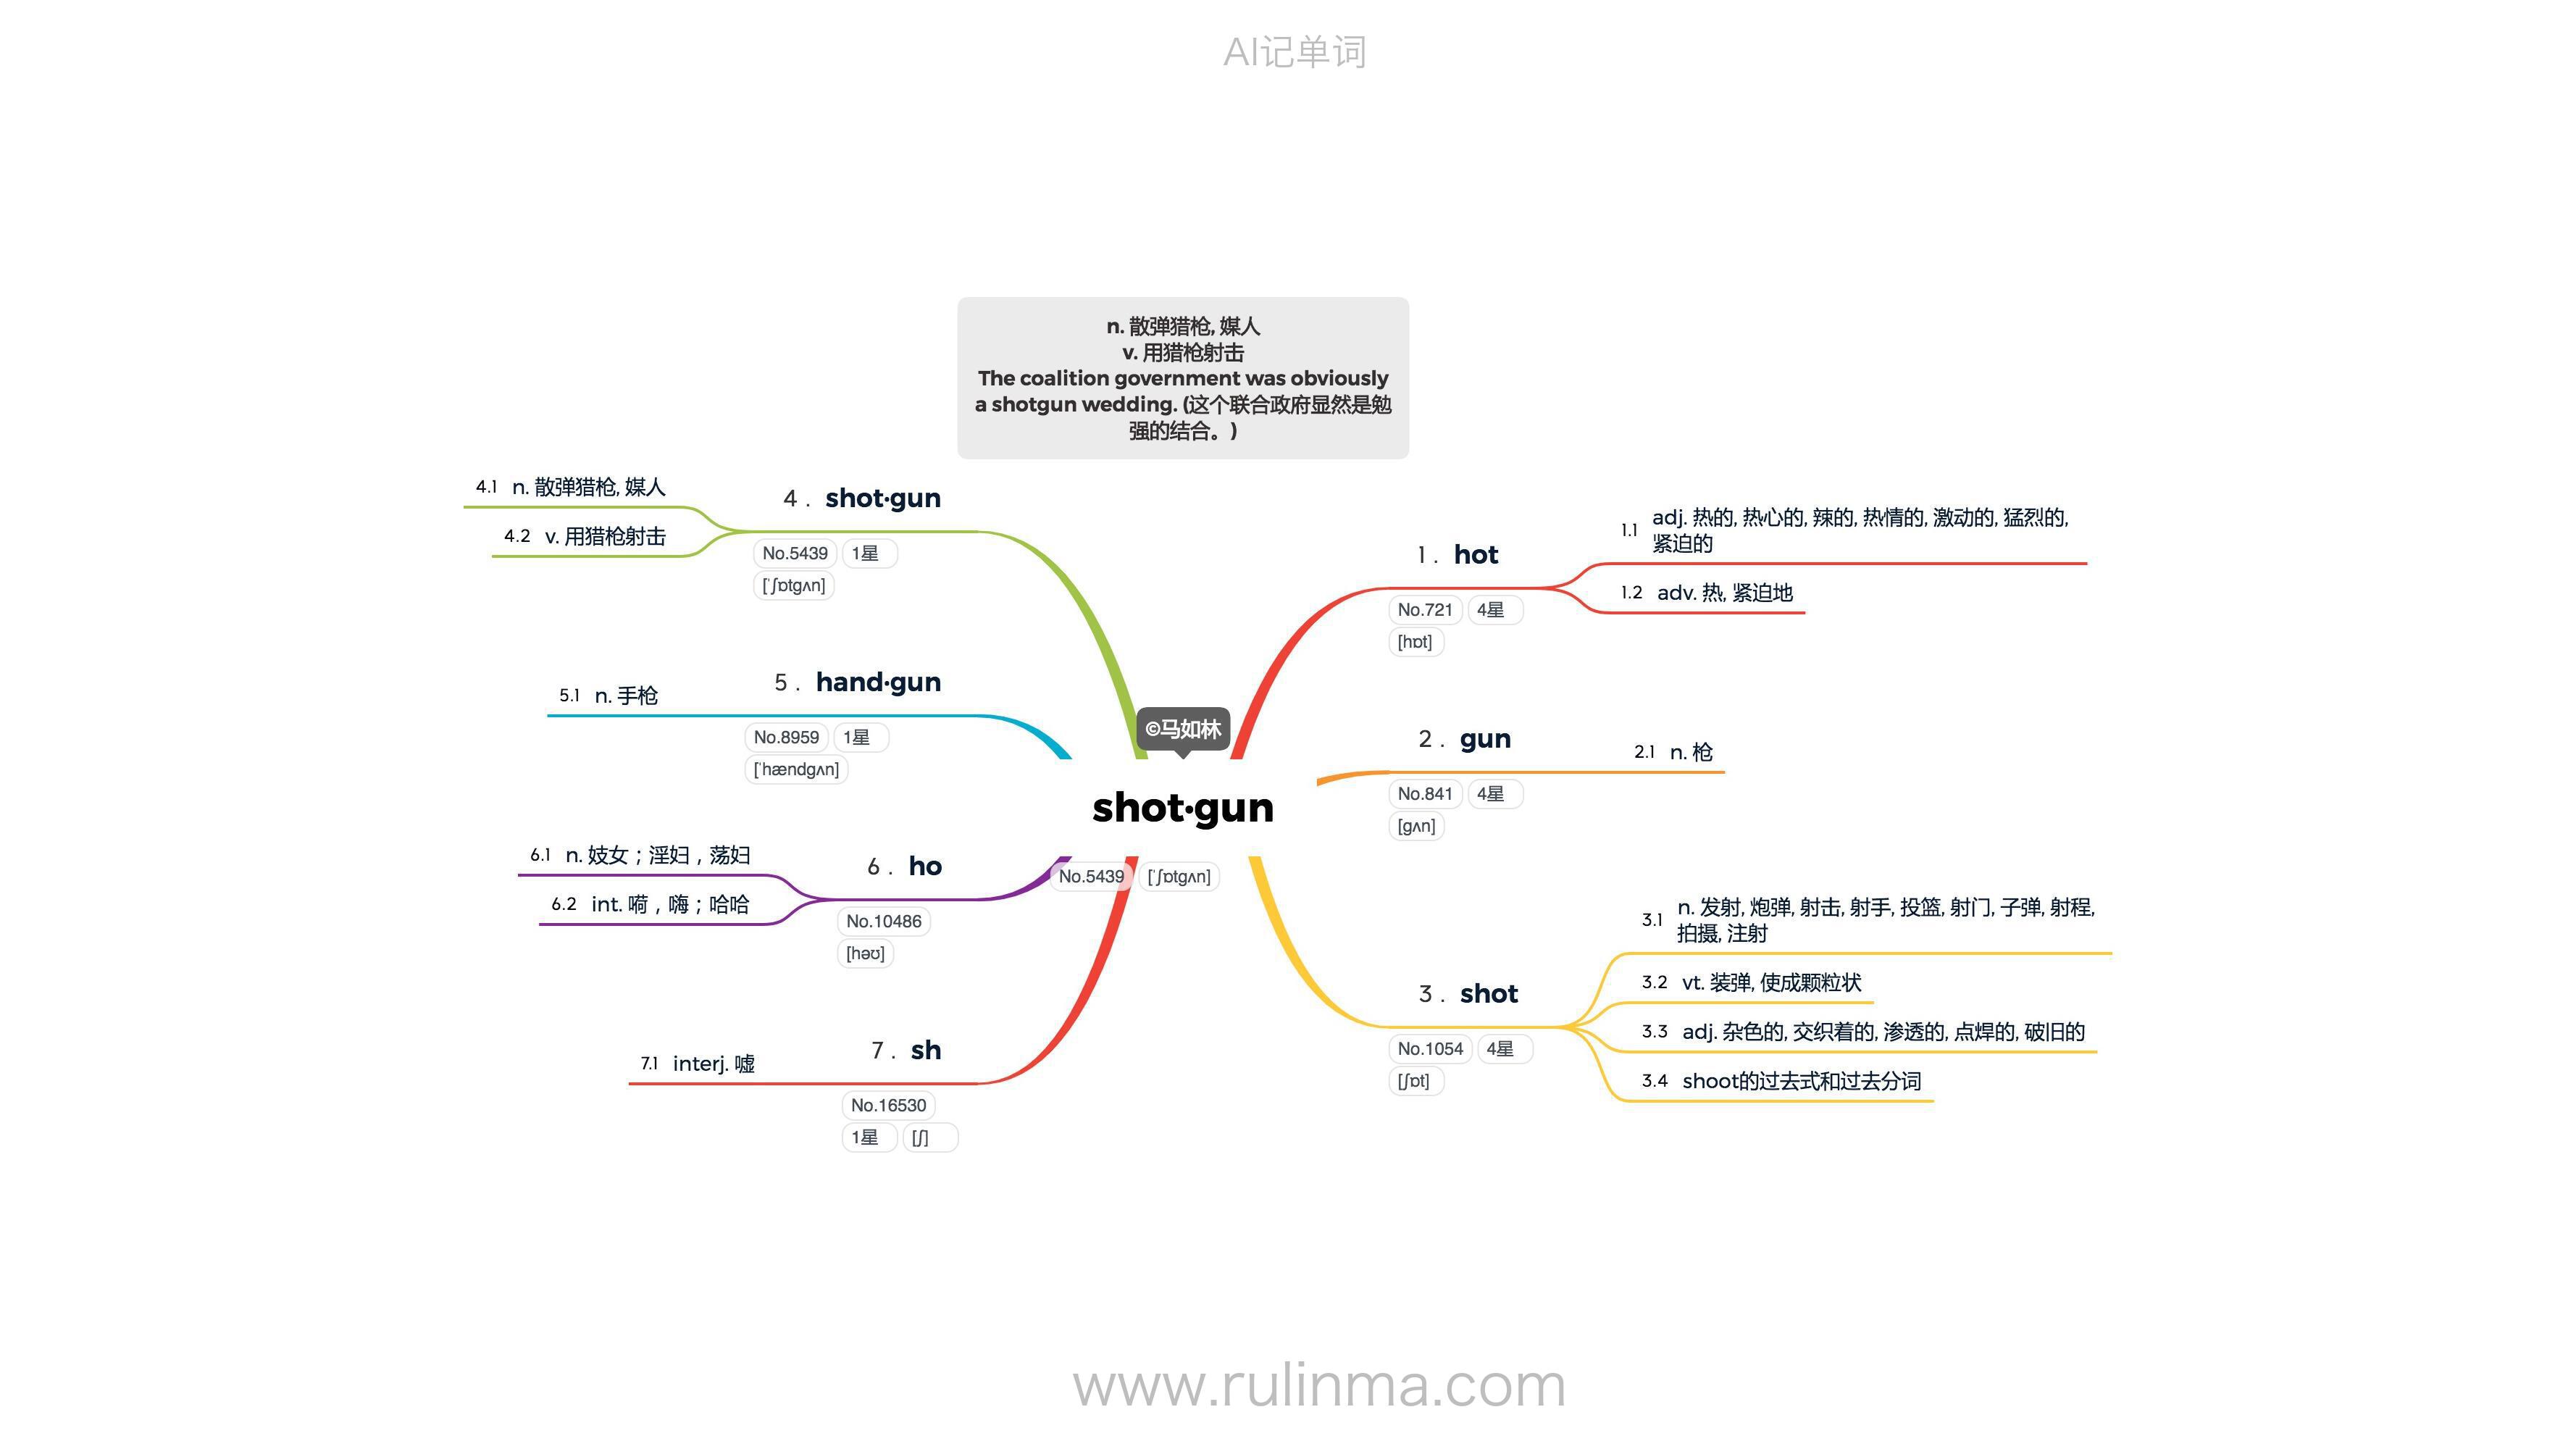 AI记单词
n. 散弹猎枪, 媒人
v. 用猎枪射击
The coalition government was obviously
a shotgun wedding. (这个联合政府显然是勉
强的结合。)
©马如林
shot·gun
No.5439 [ˈʃɒtgʌn]
1 . hot
No.721 4星
[hɒt]
1.1 adj. 热的, 热心的, 辣的, 热情的, 激动的, 猛烈的,
紧迫的
1.2 adv. 热, 紧迫地
2 . gun
No.841 4星
[gʌn]
2.1 n. 枪
3 . shot
No.1054 4星
[ʃɒt]
3.1 n. 发射, 炮弹, 射击, 射手, 投篮, 射门, 子弹, 射程,
拍摄, 注射
3.2 vt. 装弹, 使成颗粒状
3.3 adj. 杂色的, 交织着的, 渗透的, 点焊的, 破旧的
3.4 shoot的过去式和过去分词
4 . shot·gun
No.5439 1星
[ˈʃɒtgʌn]
4.1 n. 散弹猎枪, 媒人
4.2 v. 用猎枪射击
5 . hand·gun
No.8959 1星
[ˈhændgʌn]
5.1 n. 手枪
6 . ho
No.10486
[həʊ]
6.1 n. 妓女；淫妇，荡妇
6.2 int. 嗬，嗨；哈哈
7 . sh
No.16530
1星 [ʃ]
7.1 interj. 嘘
www.rulinma.com